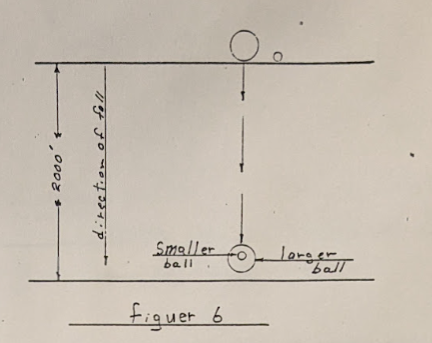 2000'
direction of fall
Smaller
ball
larger
ball
figuer 6